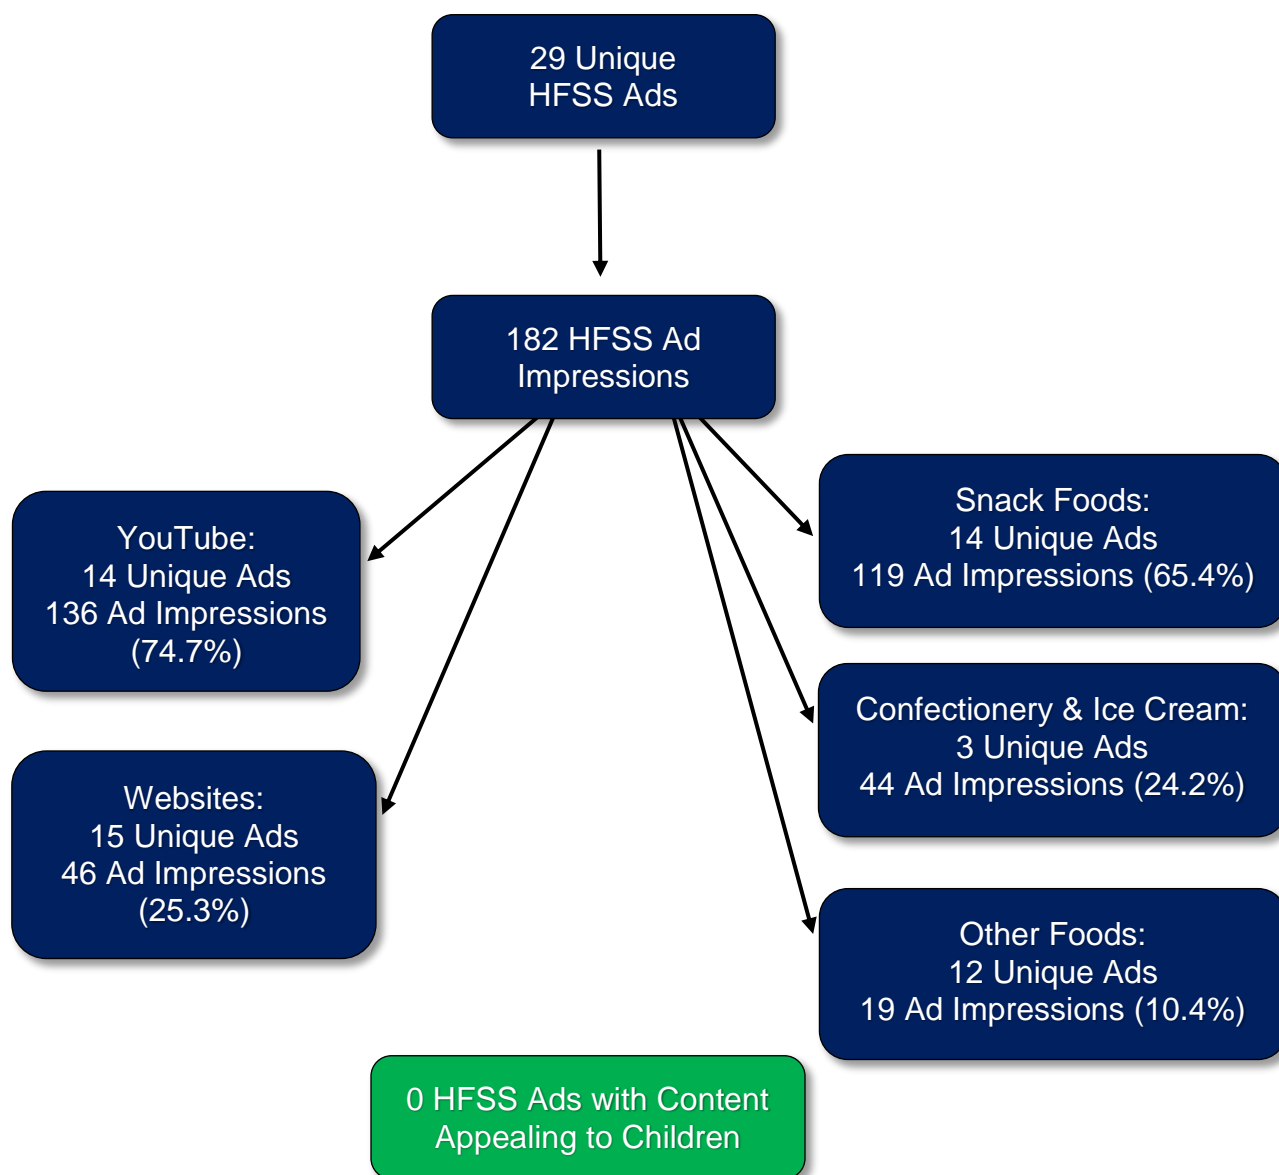 29 Unique
HFSS Ads
182 HFSS Ad
Impressions
YouTube:
14 Unique Ads
136 Ad Impressions
(74.7%)
Websites:
15 Unique Ads
46 Ad Impressions
(25.3%)
Snack Foods:
14 Unique Ads
119 Ad Impressions (65.4%)
Confectionery & Ice Cream:
3 Unique Ads
44 Ad Impressions (24.2%)
Other Foods:
12 Unique Ads
19 Ad Impressions (10.4%)
0 HFSS Ads with Content
Appealing to Children